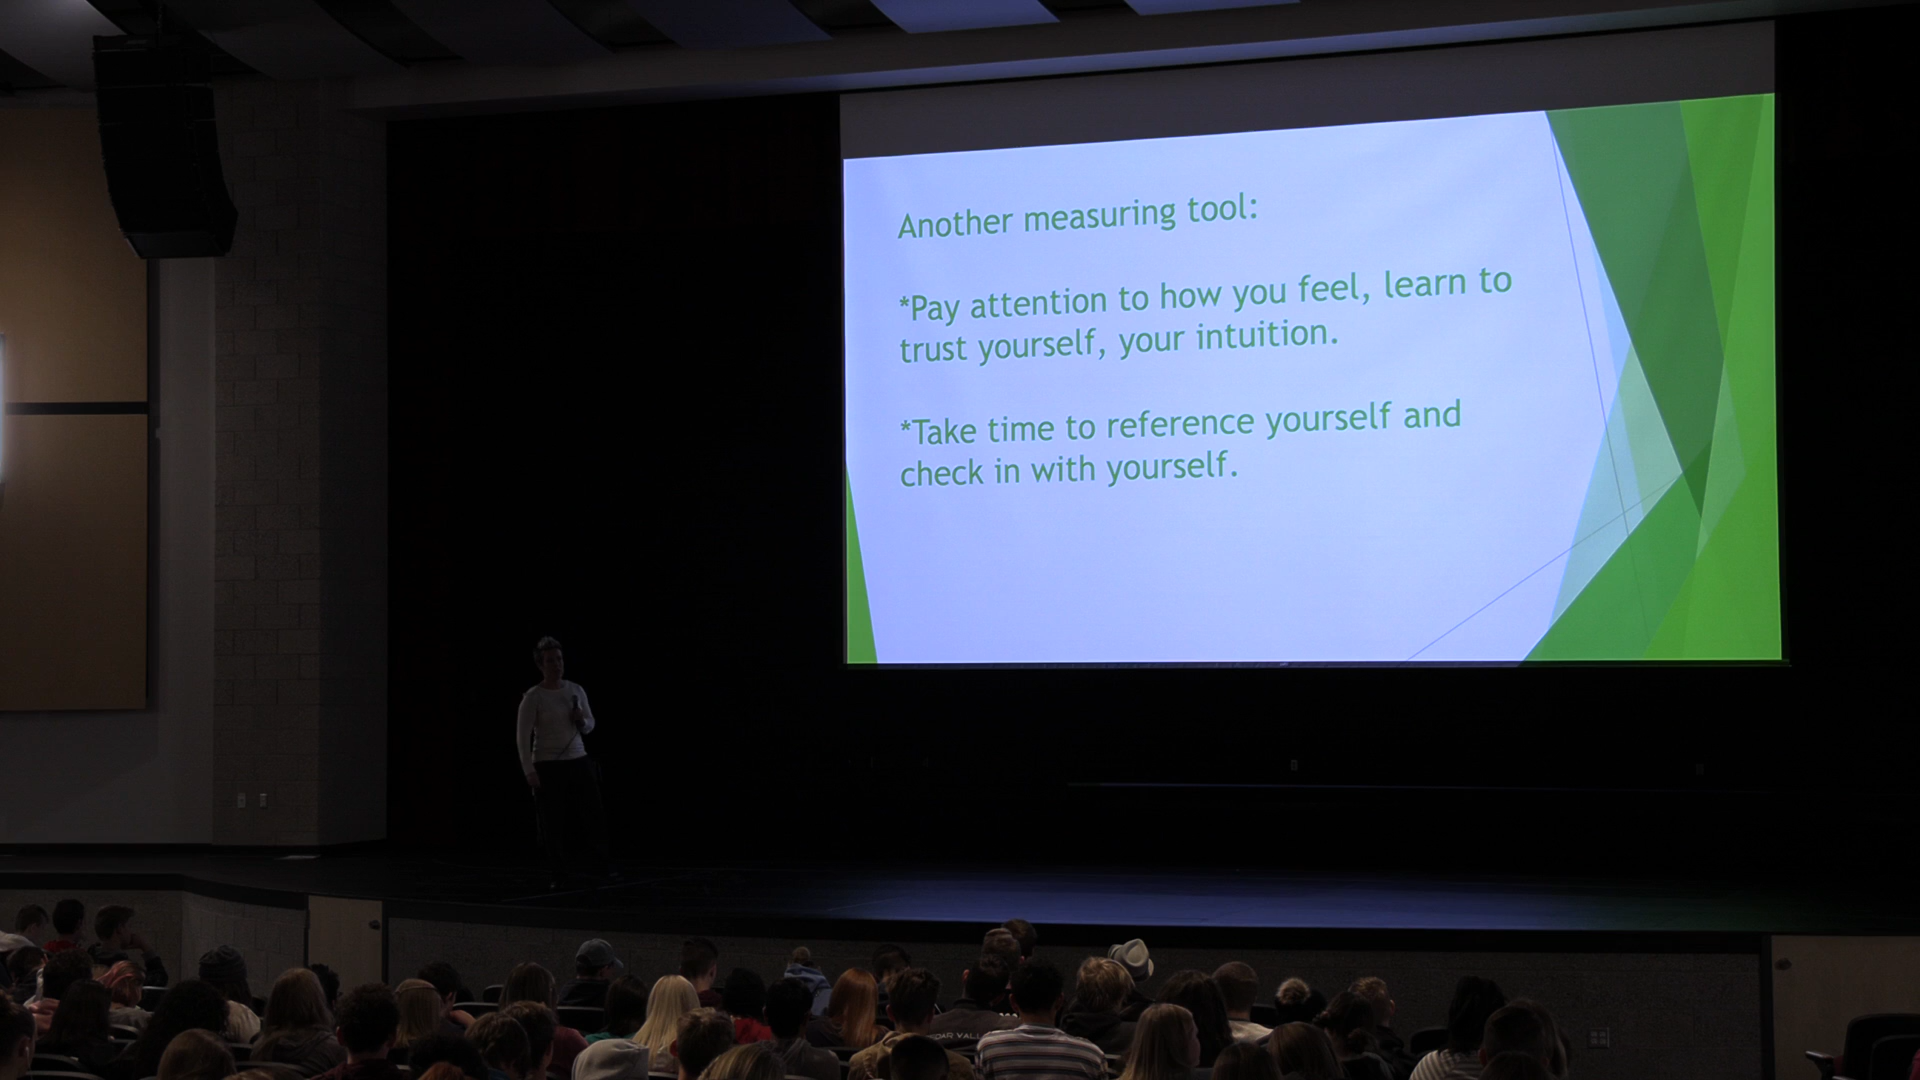 Another measuring tool:
*Pay attention to how you feel, learn to
trust yourself, your intuition.
*Take time to reference yourself and
check in with yourself.